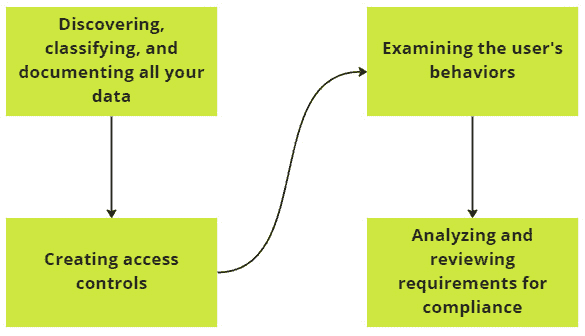 Discovering,
classifying, and
documenting all your
data
Creating access
controls
Examining the user's
behaviors
Analyzing and
reviewing
requirements for
compliance